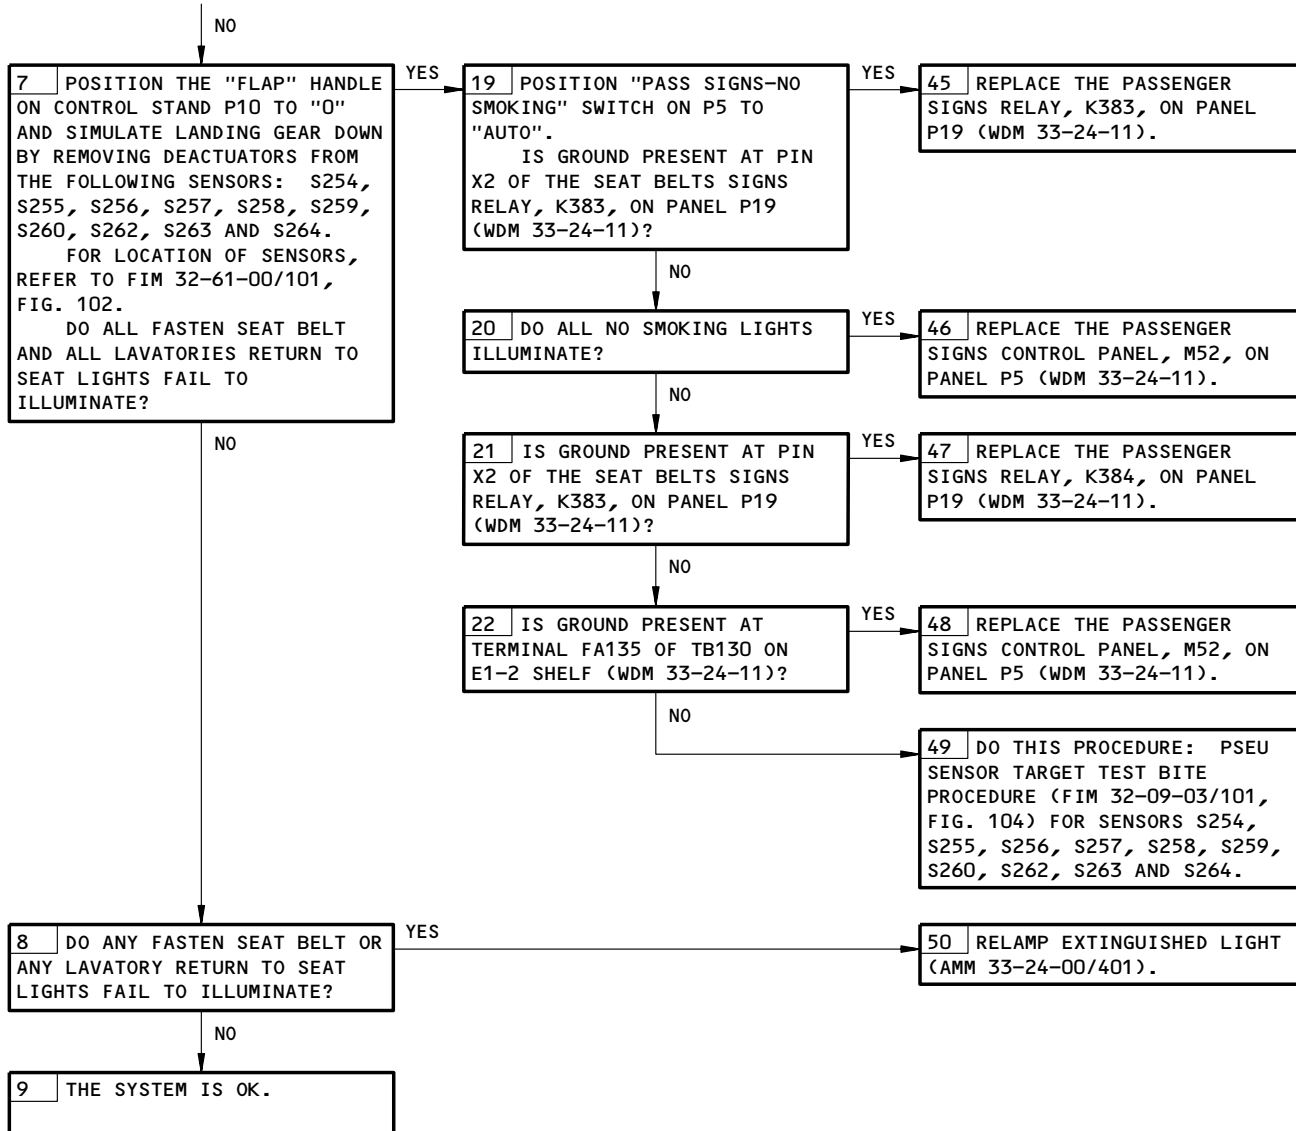 NO
7 POSITION THE "FLAP" HANDLE
ON CONTROL STAND P10 TO "0"
AND SIMULATE LANDING GEAR DOWN
BY REMOVING DEACTUATORS FROM
THE FOLLOWING SENSORS: S254,
S255, S256, S257, S258, S259,
S260, S262, S263 AND S264.
FOR LOCATION OF SENSORS,
REFER TO FIM 32-61-00/101,
FIG. 102.
DO ALL FASTEN SEAT BELT
AND ALL LAVATORIES RETURN TO
SEAT LIGHTS FAIL TO
ILLUMINATE?
YES
19 POSITION "PASS SIGNS-NO
SMOKING" SWITCH ON P5 TO
"AUTO".
IS GROUND PRESENT AT PIN
X2 OF THE SEAT BELTS SIGNS
RELAY, K383, ON PANEL P19
(WDM 33-24-11)?
YES
45 REPLACE THE PASSENGER
SIGNS RELAY, K383, ON PANEL
P19 (WDM 33-24-11).
NO
20 DO ALL NO SMOKING LIGHTS
ILLUMINATE?
YES
46 REPLACE THE PASSENGER
SIGNS CONTROL PANEL, M52, ON
PANEL P5 (WDM 33-24-11).
NO
NO
21 IS GROUND PRESENT AT PIN
X2 OF THE SEAT BELTS SIGNS
RELAY, K383, ON PANEL P19
(WDM 33-24-11)?
YES
47 REPLACE THE PASSENGER
SIGNS RELAY, K384, ON PANEL
P19 (WDM 33-24-11).
NO
22 IS GROUND PRESENT AT
TERMINAL FA135 OF TB130 ON
E1-2 SHELF (WDM 33-24-11)?
YES
48 REPLACE THE PASSENGER
SIGNS CONTROL PANEL, M52, ON
PANEL P5 (WDM 33-24-11).
NO
49 DO THIS PROCEDURE: PSEU
SENSOR TARGET TEST BITE
PROCEDURE (FIM 32-09-03/101,
FIG. 104) FOR SENSORS S254,
S255, S256, S257, S258, S259,
S260, S262, S263 AND S264.
8 DO ANY FASTEN SEAT BELT OR
ANY LAVATORY RETURN TO SEAT
LIGHTS FAIL TO ILLUMINATE?
YES
50 RELAMP EXTINGUISHED LIGHT
(AMM 33-24-00/401).
NO
9 THE SYSTEM IS OK.